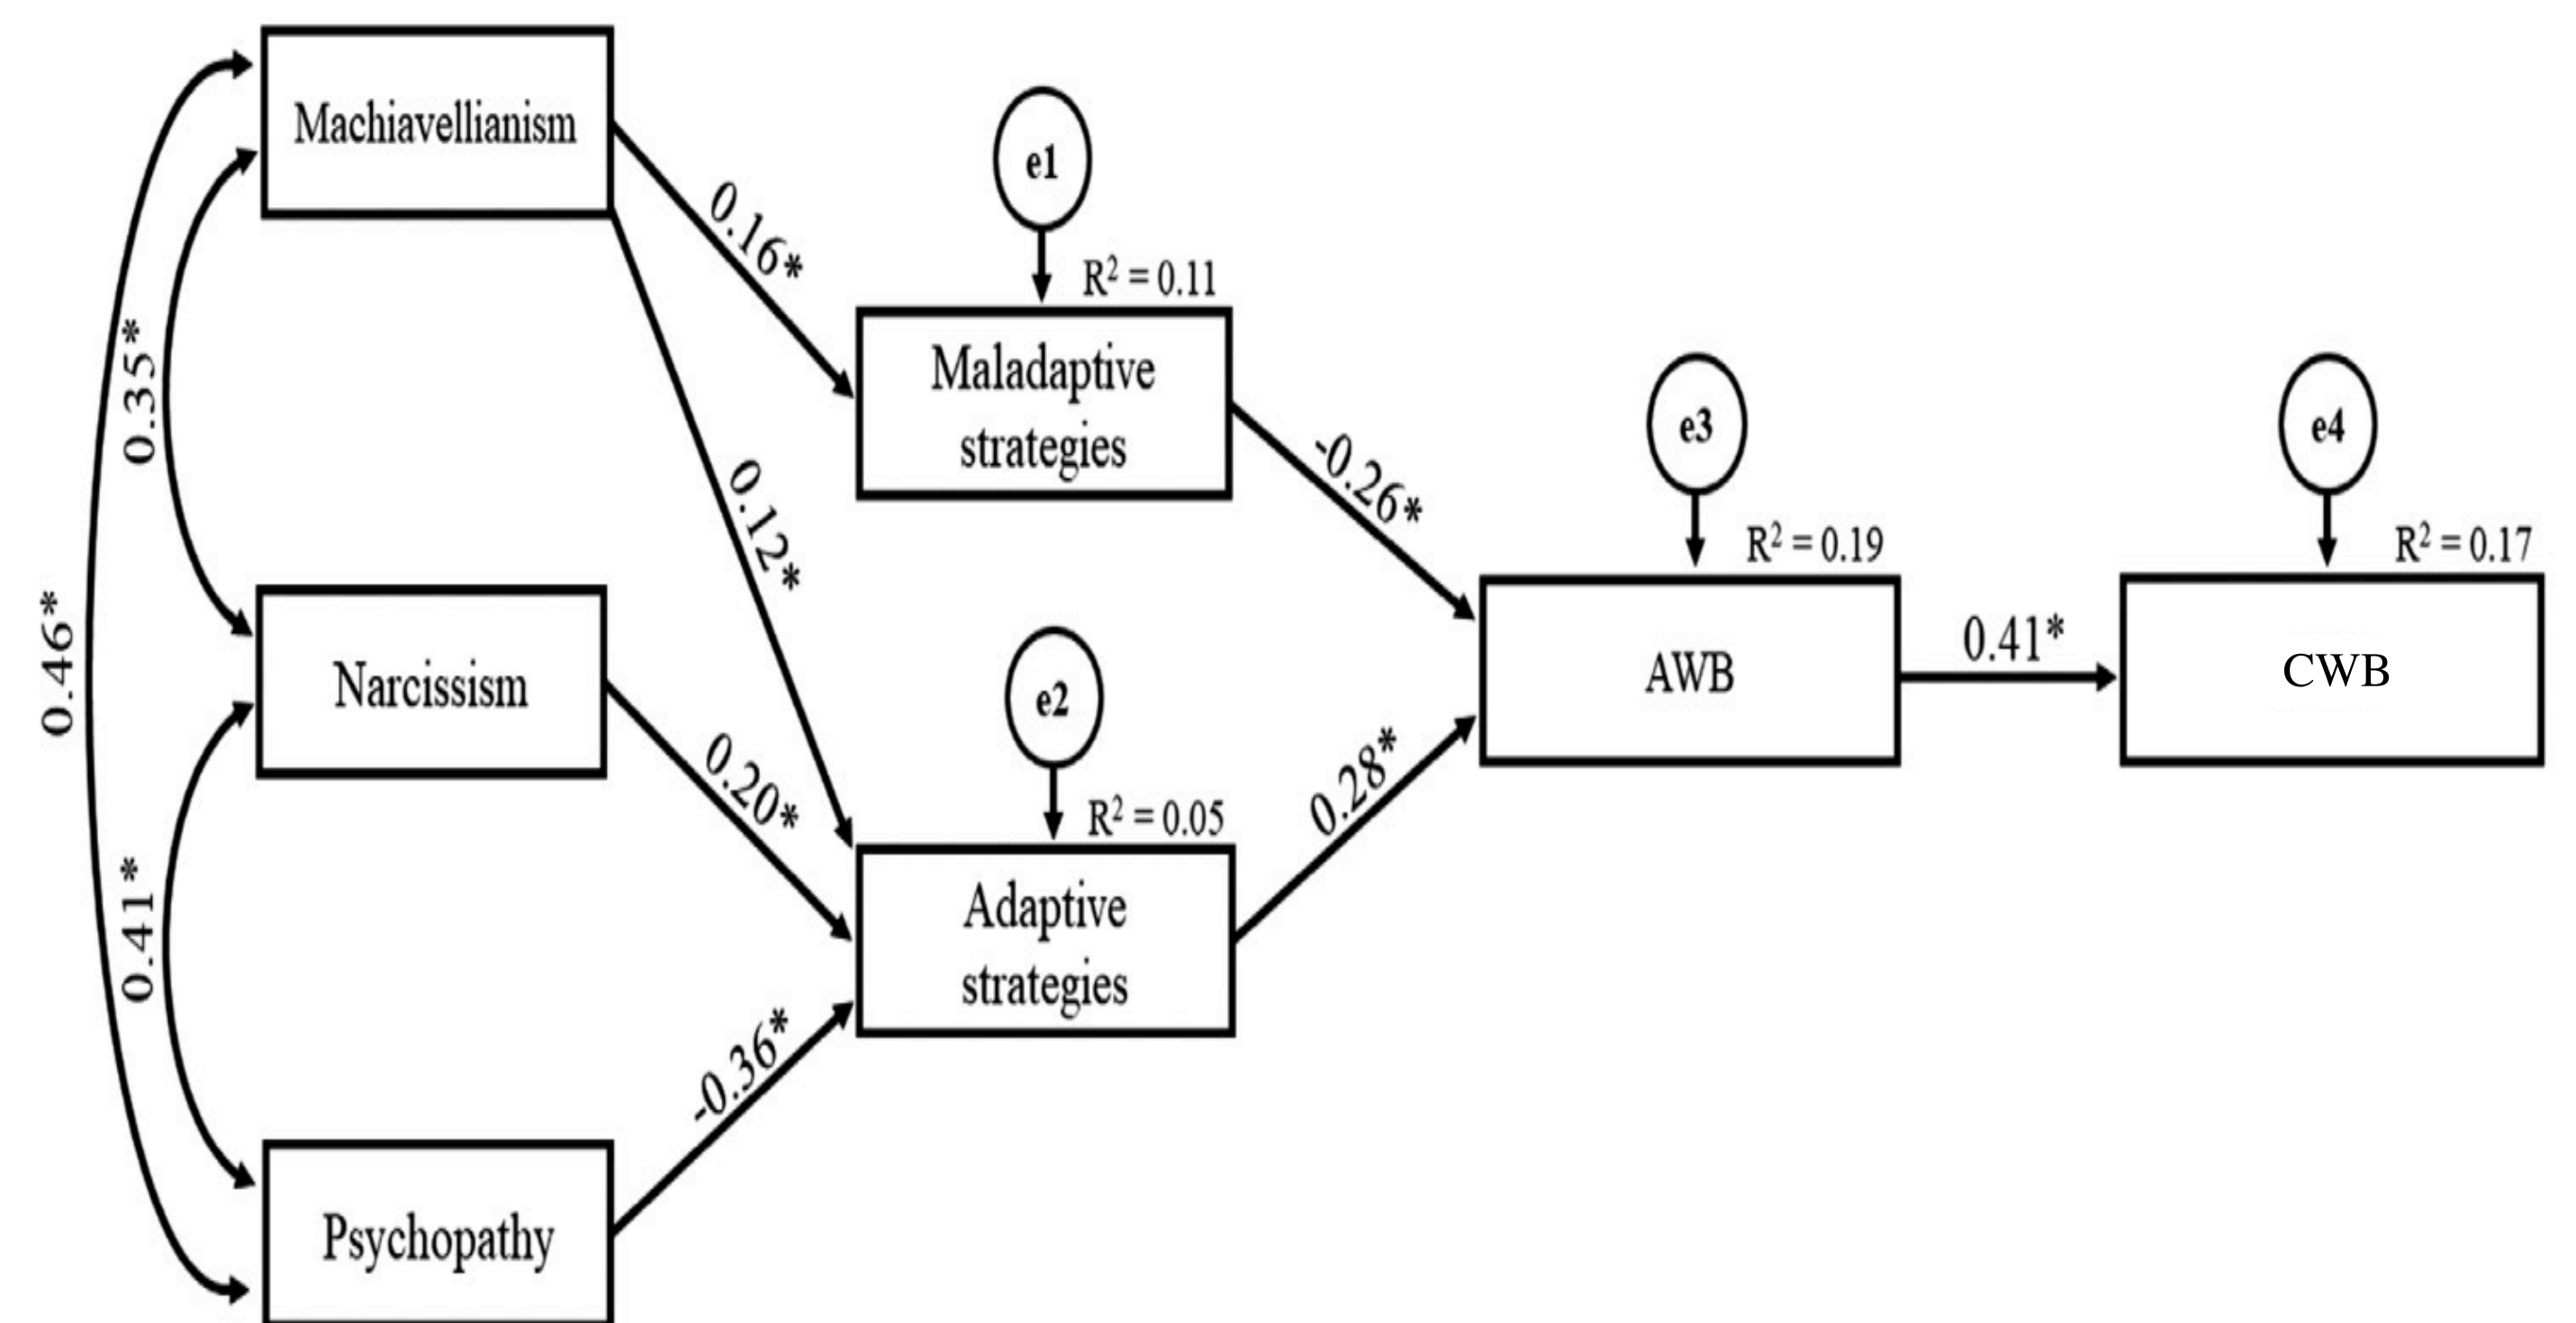 Machiavellianism
e1
0.16*
R² = 0.11
0.35*
Maladaptive
strategies
-0.26*
e3
e4
0.12*
R² = 0.19
R² = 0.17
0.46*
Narcissism
e2
AWB
0.41*
CWB
0.20*
R² = 0.05
0.28*
0.41*
Adaptive
strategies
-0.36*
Psychopathy